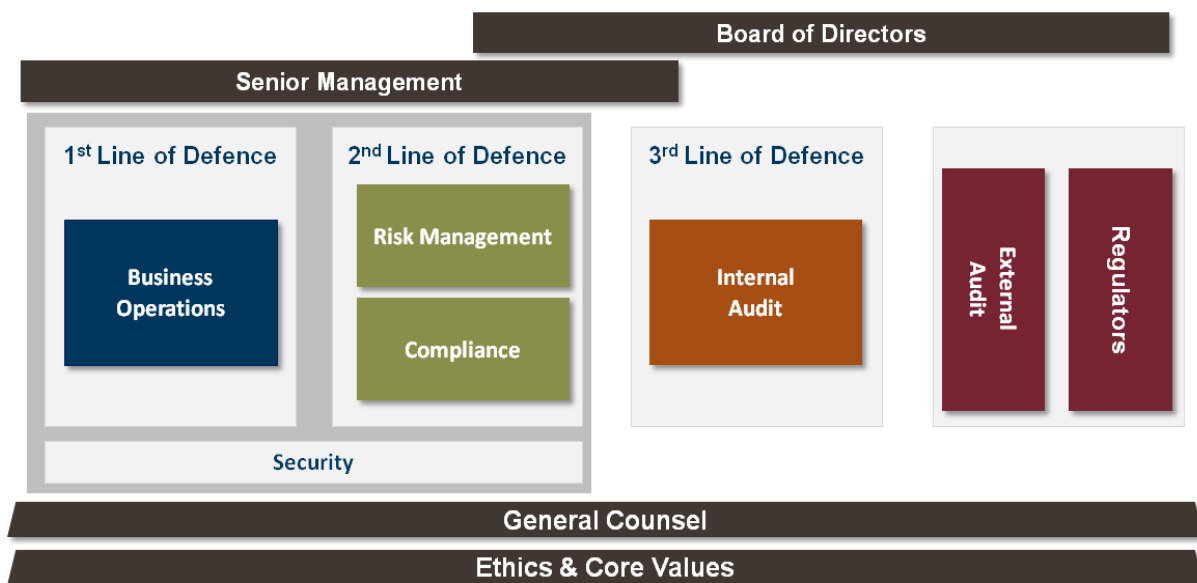 Board of Directors
Senior Management
1st Line of Defence
2nd Line of Defence
3rd Line of Defence
Business
Operations
Risk Management
Compliance
Internal
Audit
External
Audit
Regulators
Security
General Counsel
Ethics & Core Values